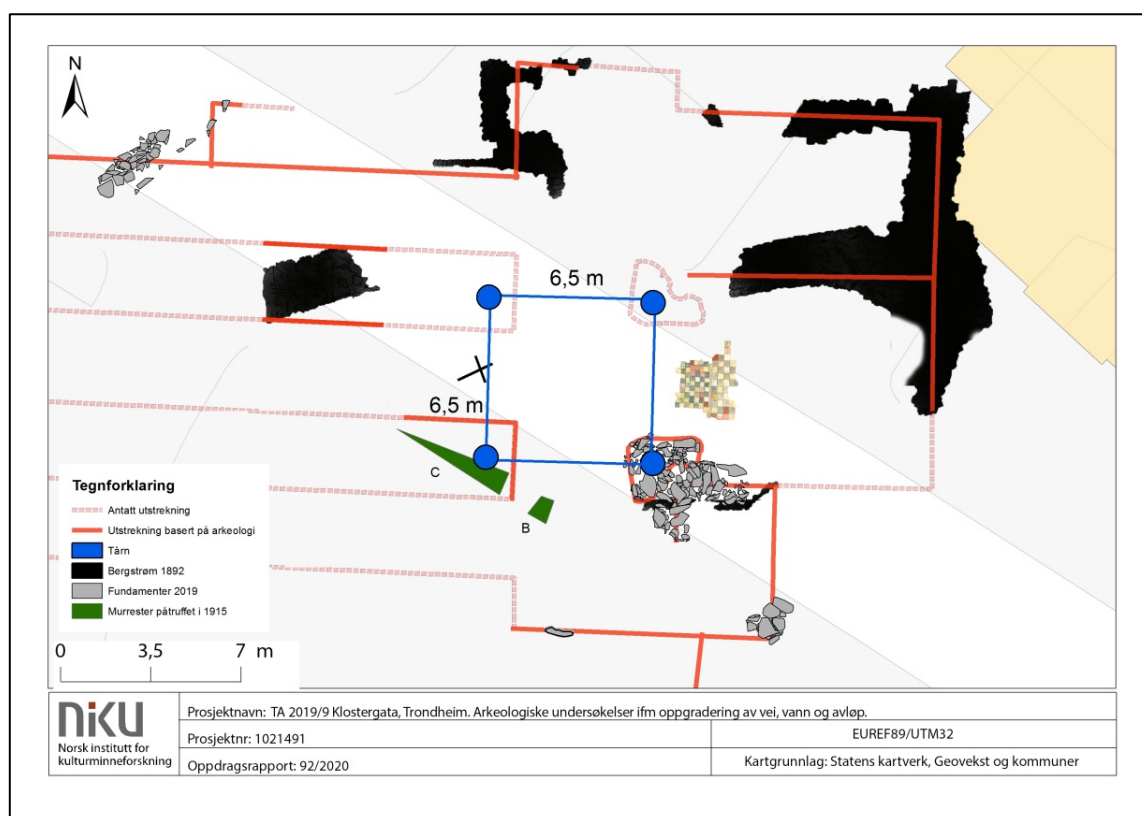 N
6,5 m
6,5 m
C
B
Tegnforklaring
Antatt utstrekning
Utstrekning basert på arkeologi
Tårn
Bergstrøm 1892
Fundamenter 2019
Murrester påtruffet i 1915
0 3,5 7 m
NIKU
Norsk institutt for
kulturminneforskning
Prosjektnavn: TA 2019/9 Klostergata, Trondheim. Arkeologiske undersøkelser ifm oppgradering av vei, vann og avløp.
Prosjektnr: 1021491
EUREF89/UTM32
Oppdragsrapport: 92/2020
Kartgrunnlag: Statens kartverk, Geovekst og kommuner